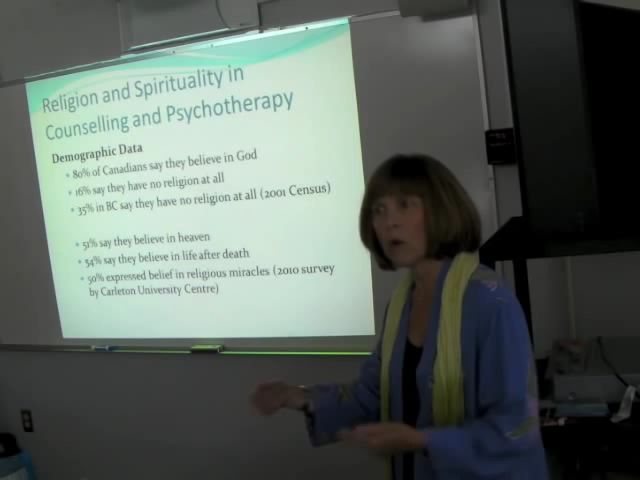 Religion and Spirituality in
Counselling and Psychotherapy
Demographic Data
80% of Canadians say they believe in God
16% say they have no religion at all
35% in BC say they have no religion at all (2001 Census)
51% say they believe in heaven
54% say they believe in life after death
50% expressed belief in religious miracles (2010 survey
by Carleton University Centre)